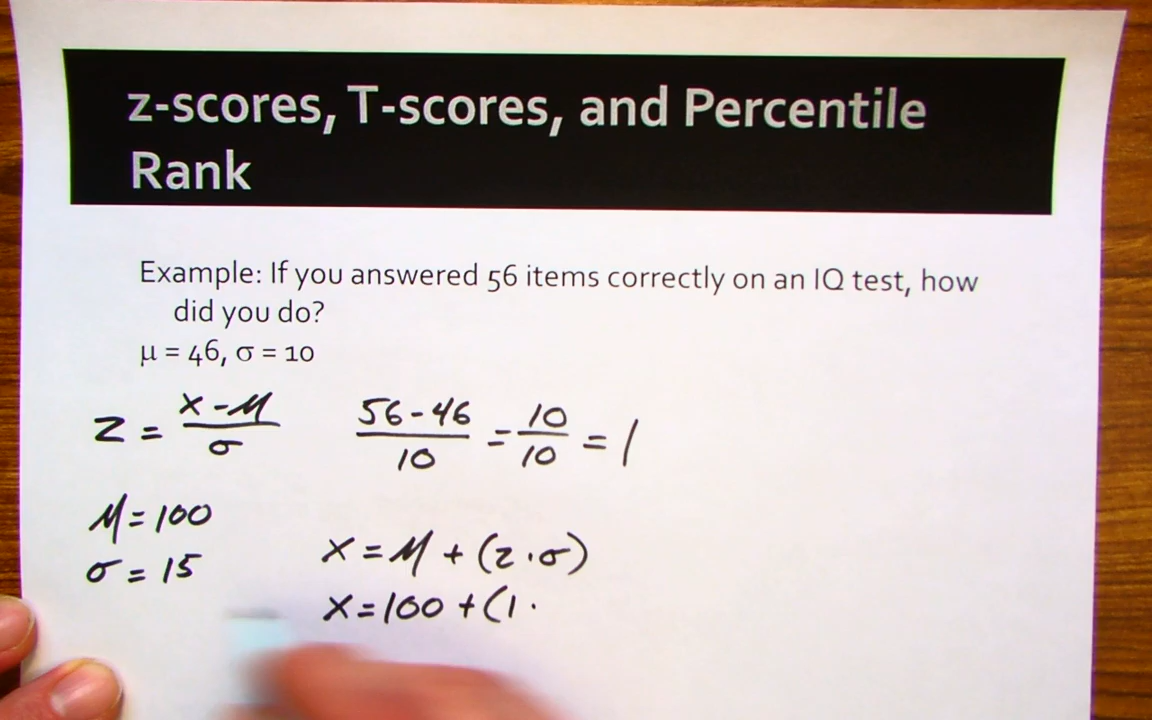 z-scores, T-scores, and Percentile
Rank
Example: If you answered 56 items correctly on an IQ test, how
did you do?
μ = 46, σ = 10
z = (x-μ)/σ    (56-46)/10 = 10/10 = 1
μ = 100
σ = 15
x = μ + (z·σ)
x = 100 + (1·